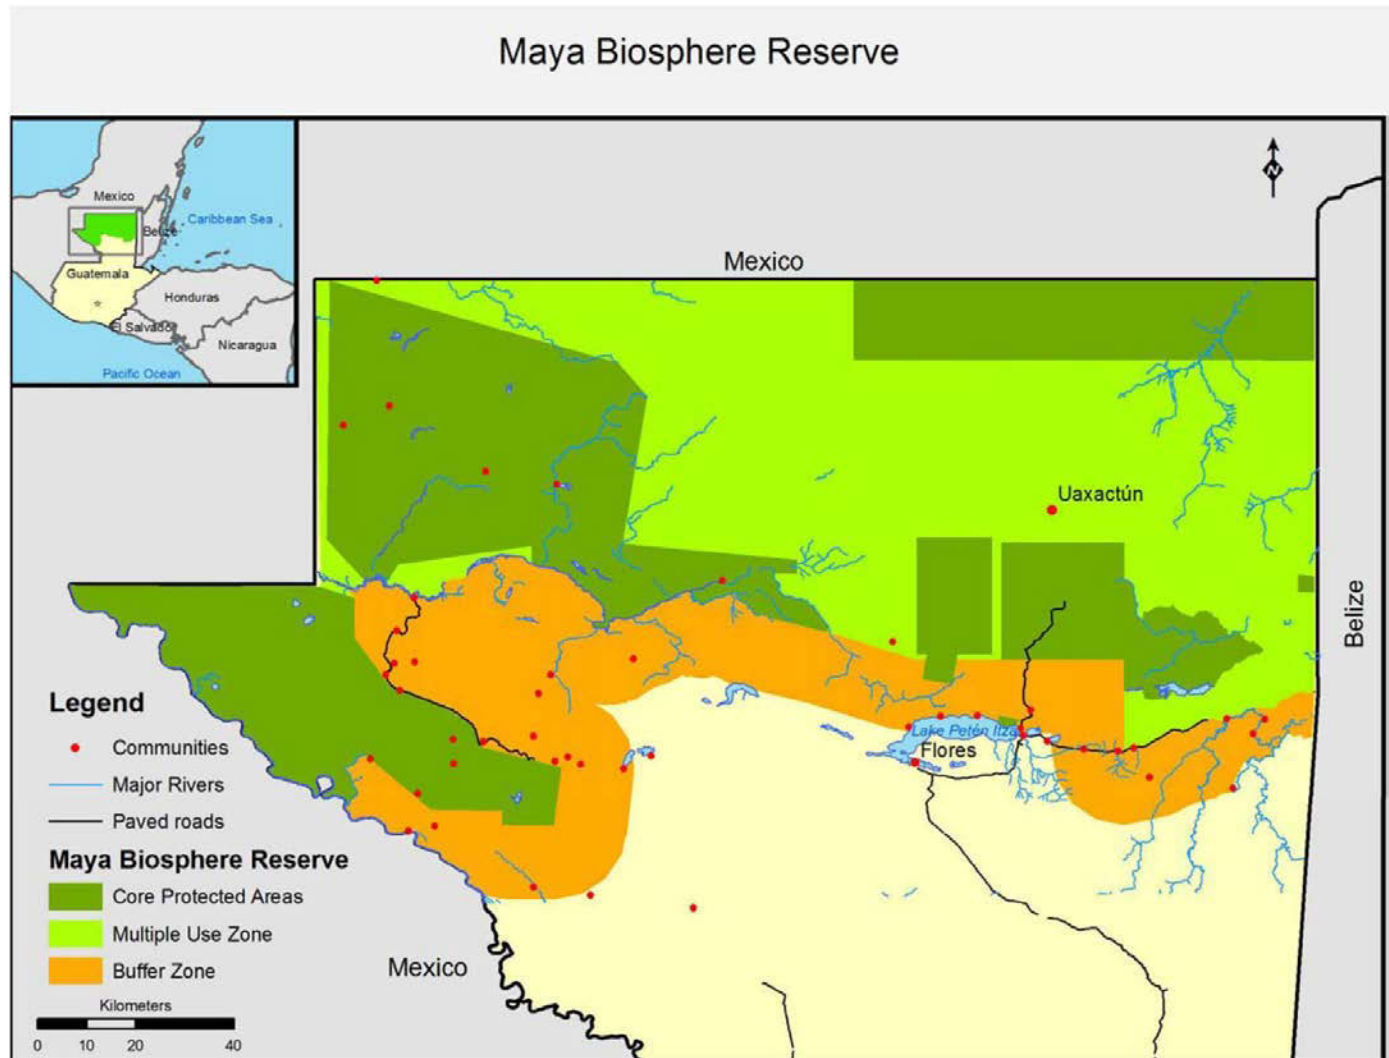 Maya Biosphere Reserve
Mexico
Caribbean Sea
Belize
Guatemala
Honduras
El Salvador
Nicaragua
Pacific Ocean
N
Mexico
Uaxactún
Belize
Lake Petén Itzá
Flores
Mexico
Legend
Communities
Major Rivers
Paved roads
Maya Biosphere Reserve
Core Protected Areas
Multiple Use Zone
Buffer Zone
Kilometers
0 10 20 40